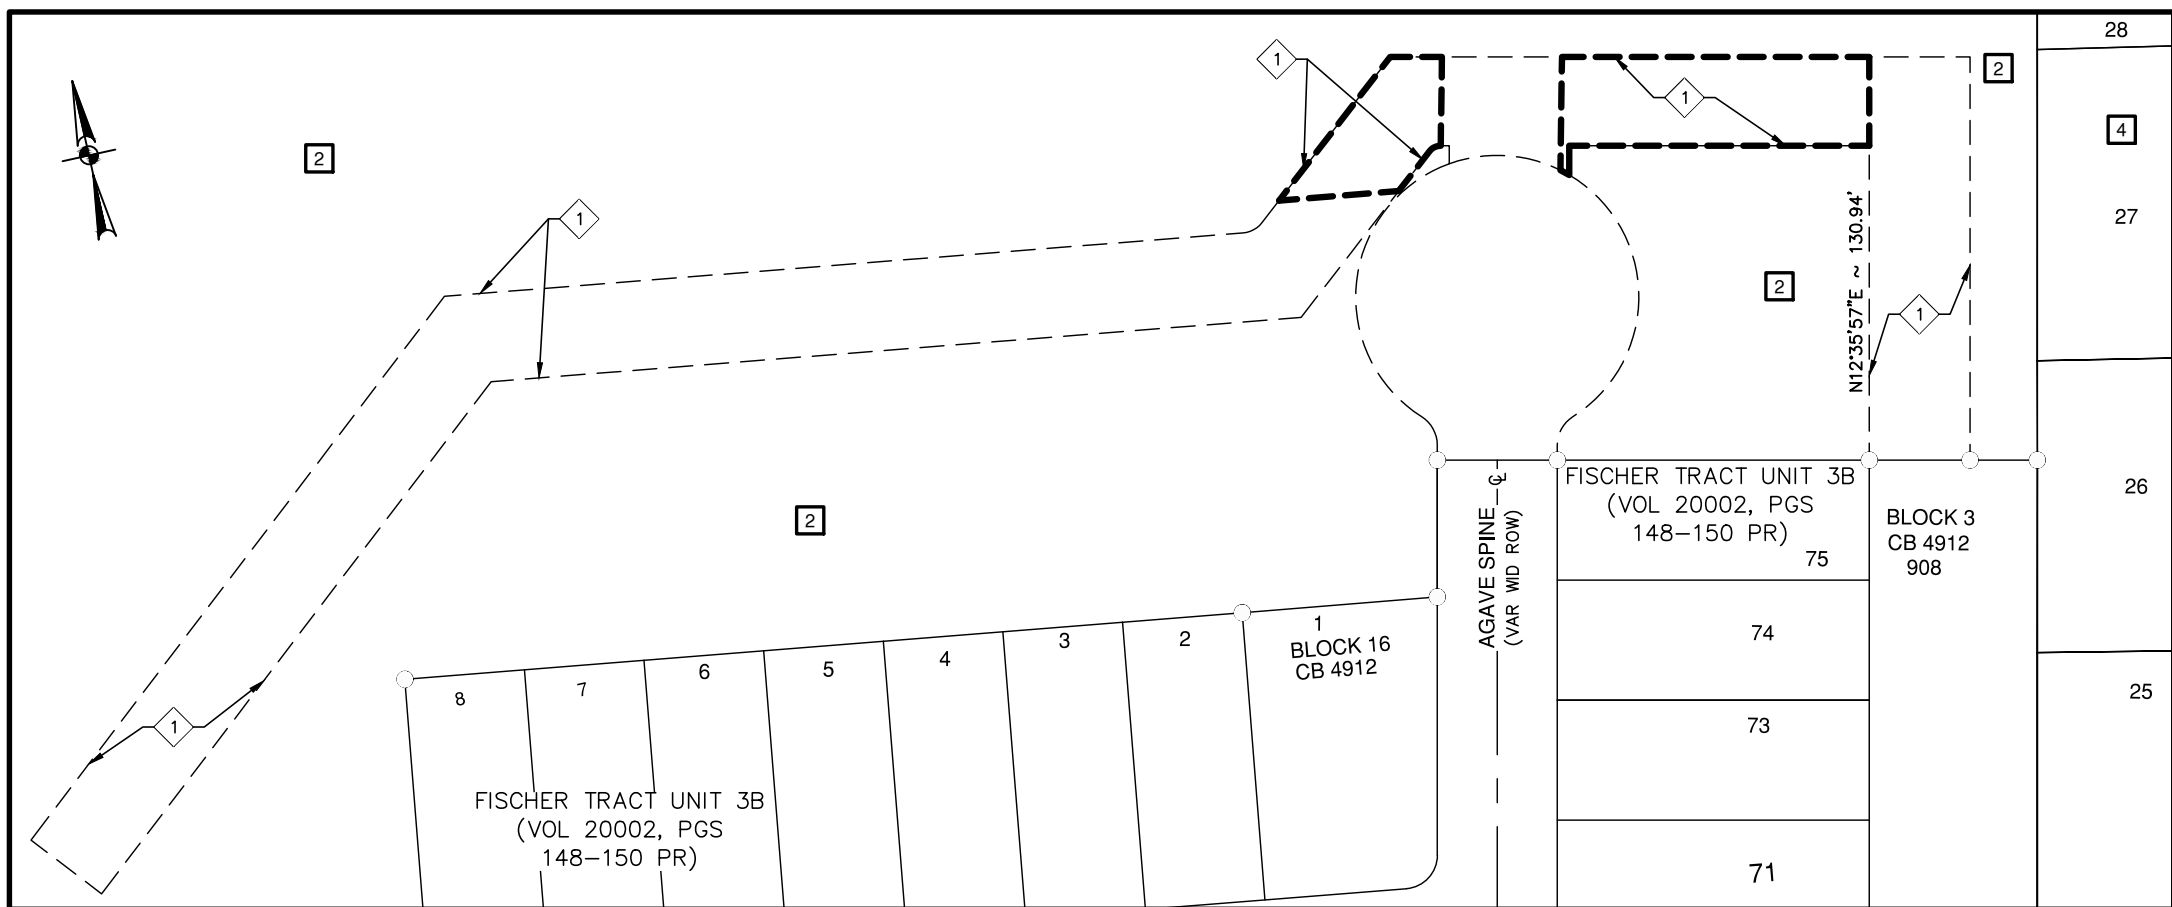 28
1
2
1
4
2
27
1
N12°35'57"E ~ 130.94'
2
1
FISCHER TRACT UNIT 3B
(VOL 20002, PGS
148-150 PR)
75
BLOCK 3
CB 4912
908
26
AGAVE SPINE
(VAR WID ROW)
℄
2
74
1
BLOCK 16
CB 4912
2
3
4
5
6
7
8
25
1
73
FISCHER TRACT UNIT 3B
(VOL 20002, PGS
148-150 PR)
71